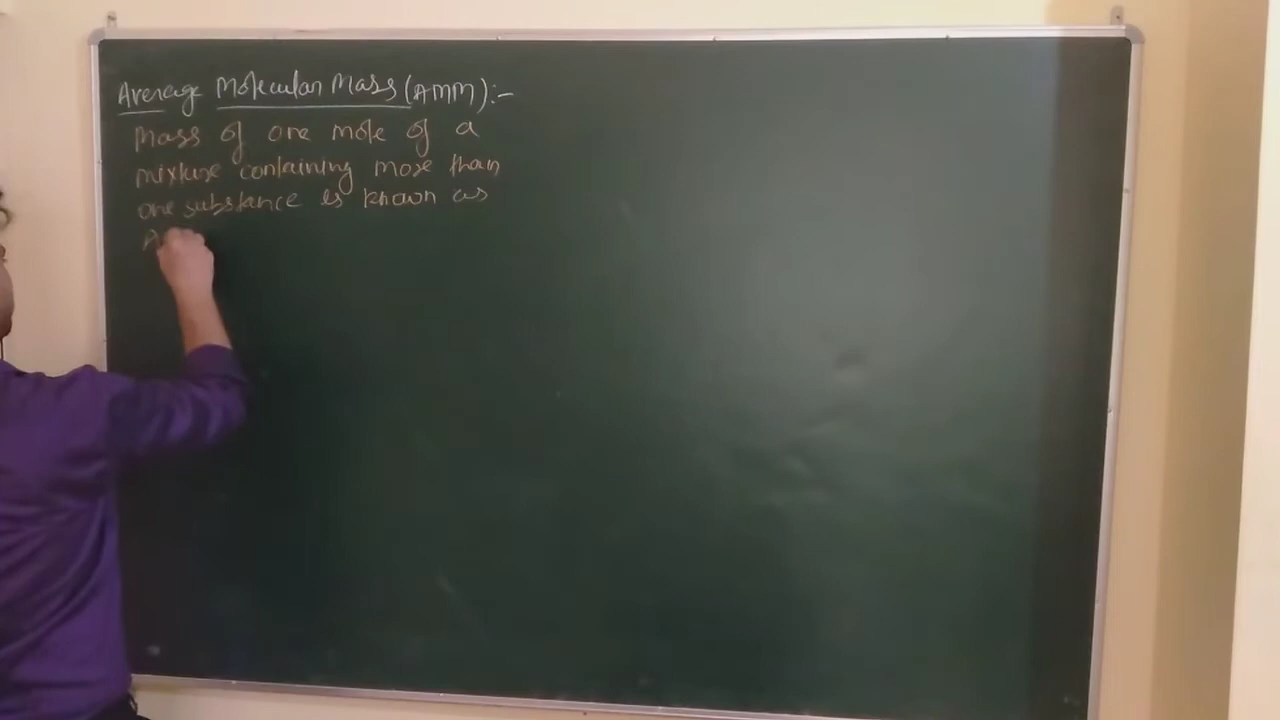 Average Molecular Mass (AMM):-
Mass of one mole of a
mixture containing more than
one substance is known as
A